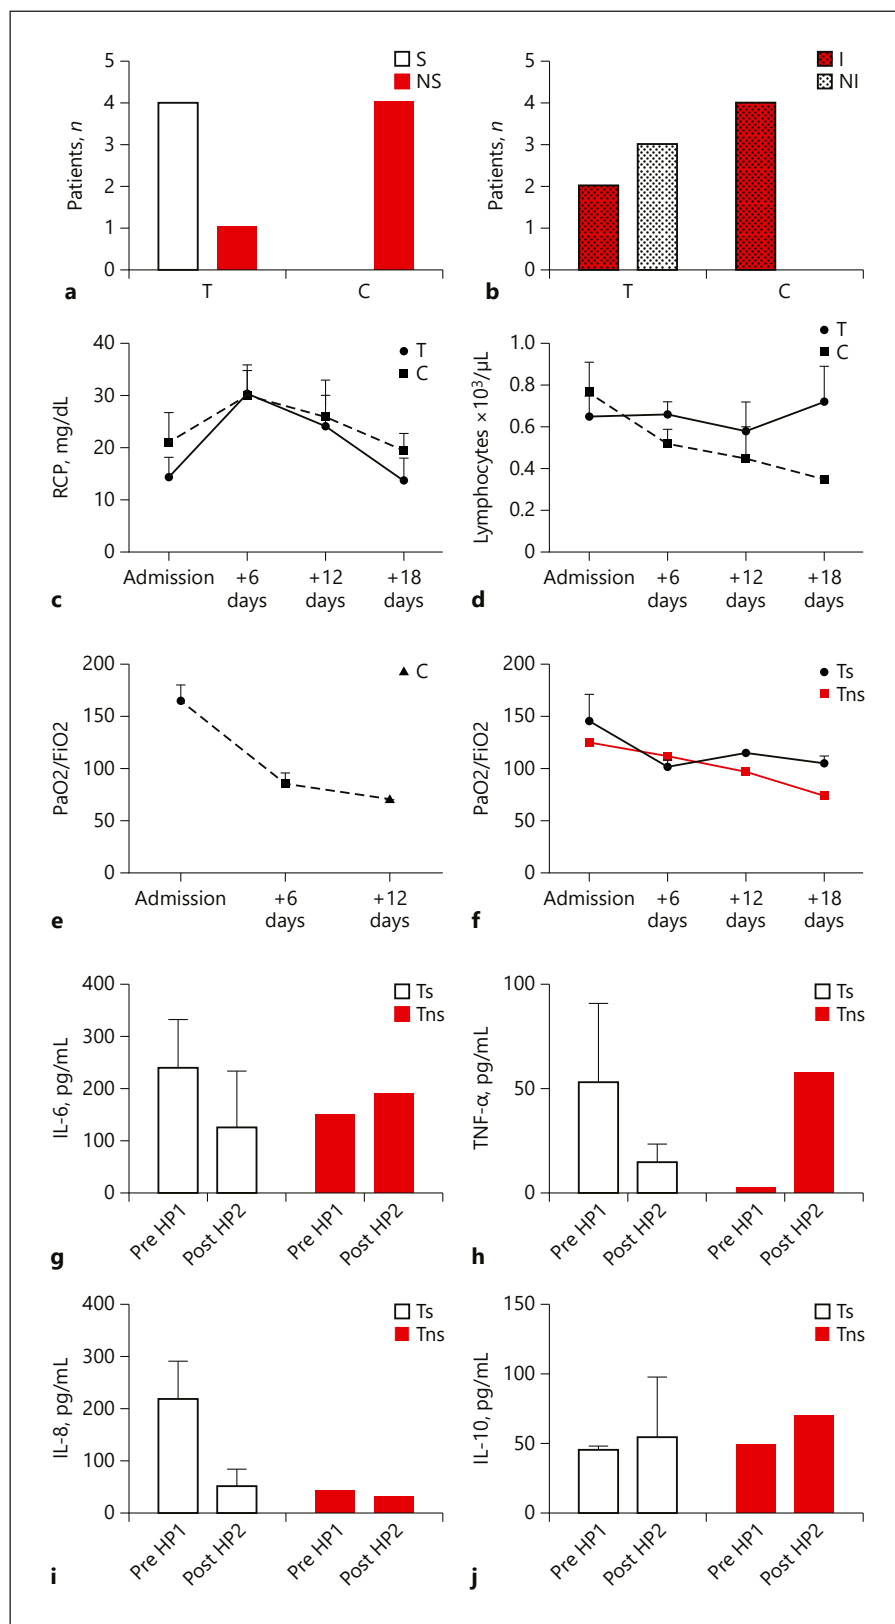 S
NS
Patients, n
5
4
3
2
1
0
T
C
a
I
NI
Patients, n
5
4
3
2
1
0
T
C
b
T
C
RCP, mg/dL
40
30
20
10
0
Admission
+6 days
+12 days
+18 days
c
T
C
Lymphocytes ×10³/µL
1.0
0.8
0.6
0.4
0.2
0
Admission
+6 days
+12 days
+18 days
d
C
PaO2/FiO2
200
150
100
50
0
Admission
+6 days
+12 days
e
Ts
Tns
PaO2/FiO2
200
150
100
50
0
Admission
+6 days
+12 days
+18 days
f
Ts
Tns
IL-6, pg/mL
400
300
200
100
0
Pre HP1
Post HP2
Pre HP1
Post HP2
g
Ts
Tns
TNF-α, pg/mL
100
50
0
Pre HP1
Post HP2
Pre HP1
Post HP2
h
Ts
Tns
IL-8, pg/mL
400
300
200
100
0
Pre HP1
Post HP2
Pre HP1
Post HP2
i
Ts
Tns
IL-10, pg/mL
150
100
50
0
Pre HP1
Post HP2
Pre HP1
Post HP2
j